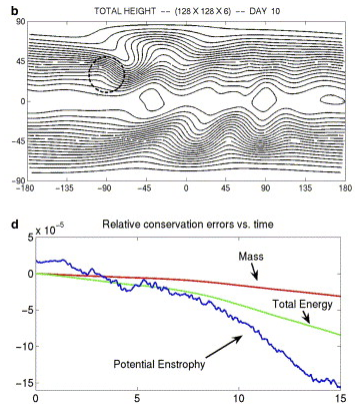 b
TOTAL HEIGHT -- (128 X 128 X 6) -- DAY 10
90
45
0
−45
−90
−180 −135 −90 −45 0 45 90 135 180
d
Relative conservation errors vs. time
5 x 10⁻⁵
0
−5
−10
−15
Mass
Total Energy
Potential Enstrophy
0 5 10 15